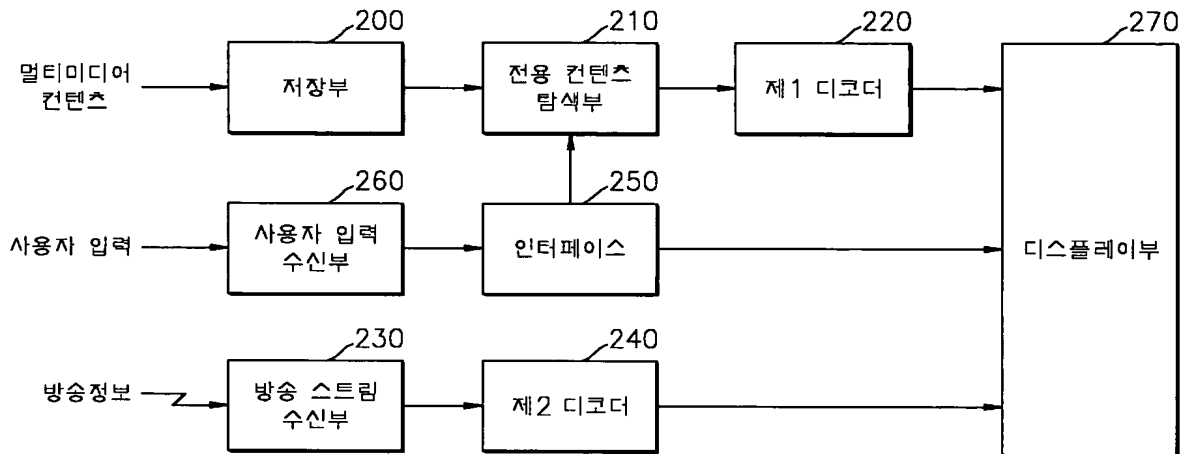 200
210
220
270
멀티미디어
컨텐츠
저장부
전용 컨텐츠
탐색부
제1 디코더
260
250
사용자 입력
사용자 입력
수신부
인터페이스
디스플레이부
230
240
방송정보
방송 스트림
수신부
제2 디코더